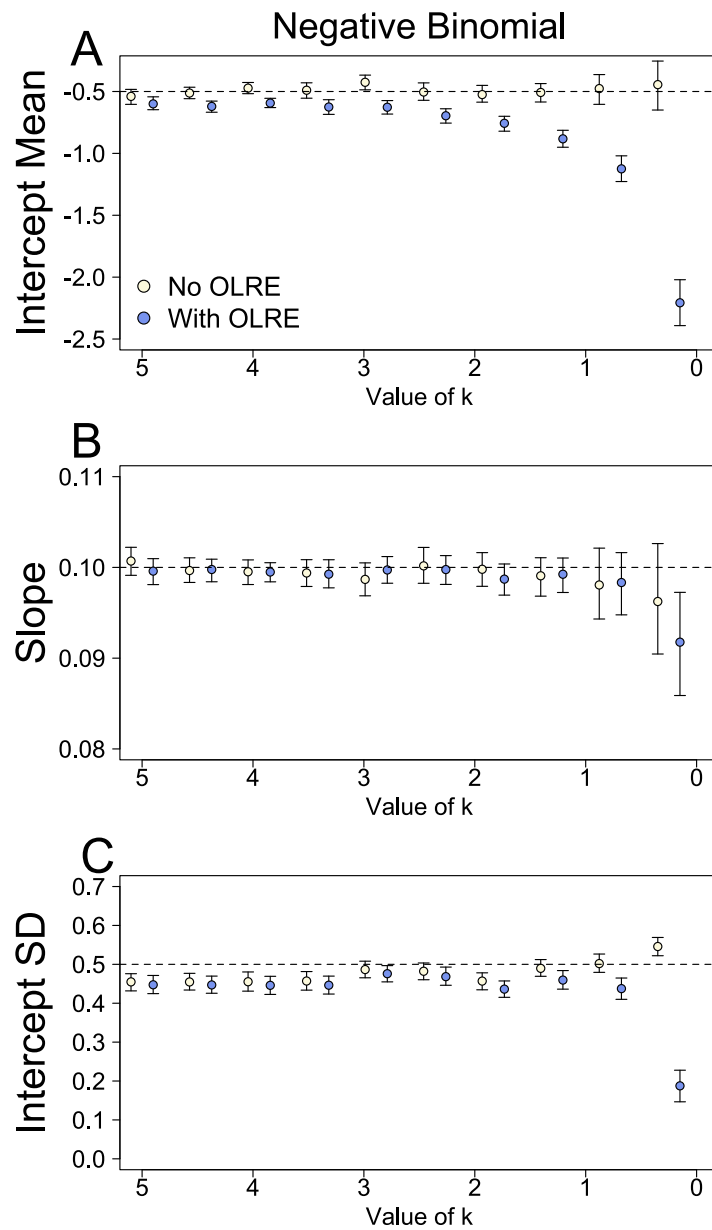 Negative Binomial
A
Intercept Mean
-0.5
-1.0
-1.5
-2.0
-2.5
No OLRE
With OLRE
5 4 3 2 1 0
Value of k
B
Slope
0.11
0.10
0.09
0.08
5 4 3 2 1 0
Value of k
C
Intercept SD
0.7
0.6
0.5
0.4
0.3
0.2
0.1
0.0
5 4 3 2 1 0
Value of k